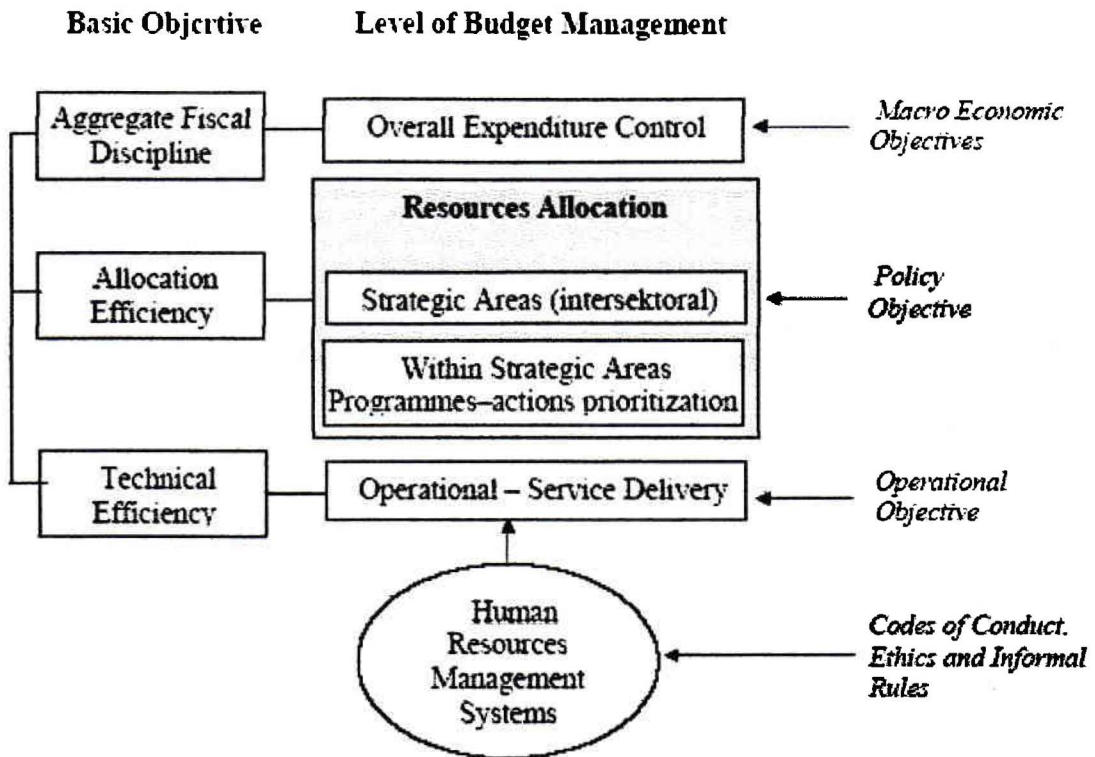 Basic Objertive Level of Budget Management
Aggregate Fiscal
Discipline
Overall Expenditure Control
Macro Economic
Objectives
Resources Allocation
Allocation
Efficiency
Strategic Areas (intersektoral)
Policy
Objective
Within Strategic Areas
Programmes–actions prioritization
Technical
Efficiency
Operational – Service Delivery
Operational
Objective
Human
Resources
Management
Systems
Codes of Conduct.
Ethics and Informal
Rules